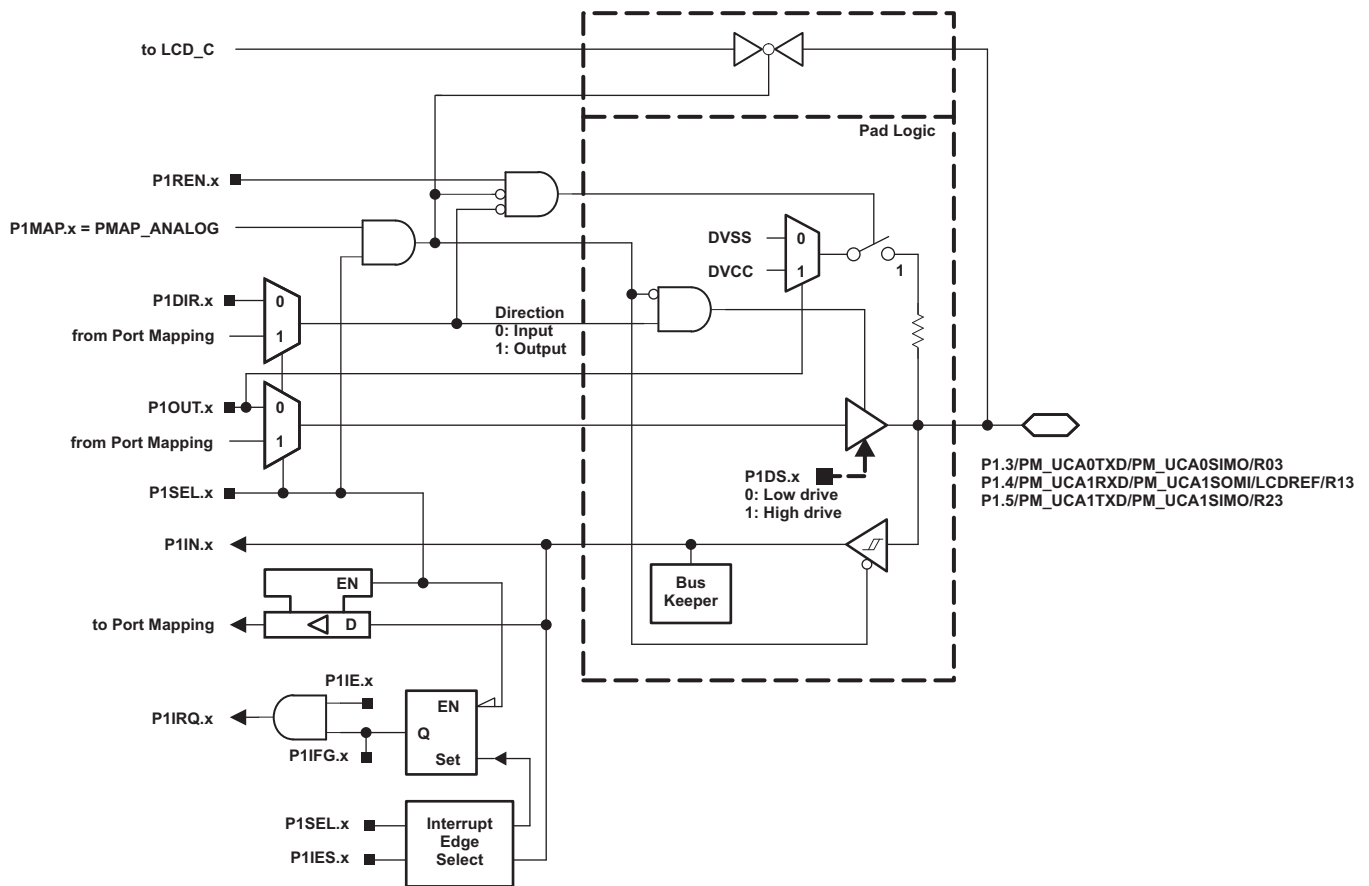 to LCD_C
Pad Logic
P1REN.x
P1MAP.x = PMAP_ANALOG
DVSS
0
DVCC
1
1
P1DIR.x
0
from Port Mapping
1
Direction
0: Input
1: Output
P1OUT.x
0
from Port Mapping
1
P1SEL.x
P1DS.x
0: Low drive
1: High drive
P1.3/PM_UCA0TXD/PM_UCA0SIMO/R03
P1.4/PM_UCA1RXD/PM_UCA1SOMI/LCDREF/R13
P1.5/PM_UCA1TXD/PM_UCA1SIMO/R23
P1IN.x
EN
Bus
Keeper
to Port Mapping
D
P1IE.x
EN
P1IRQ.x
Q
P1IFG.x
Set
P1SEL.x
P1IES.x
Interrupt
Edge
Select